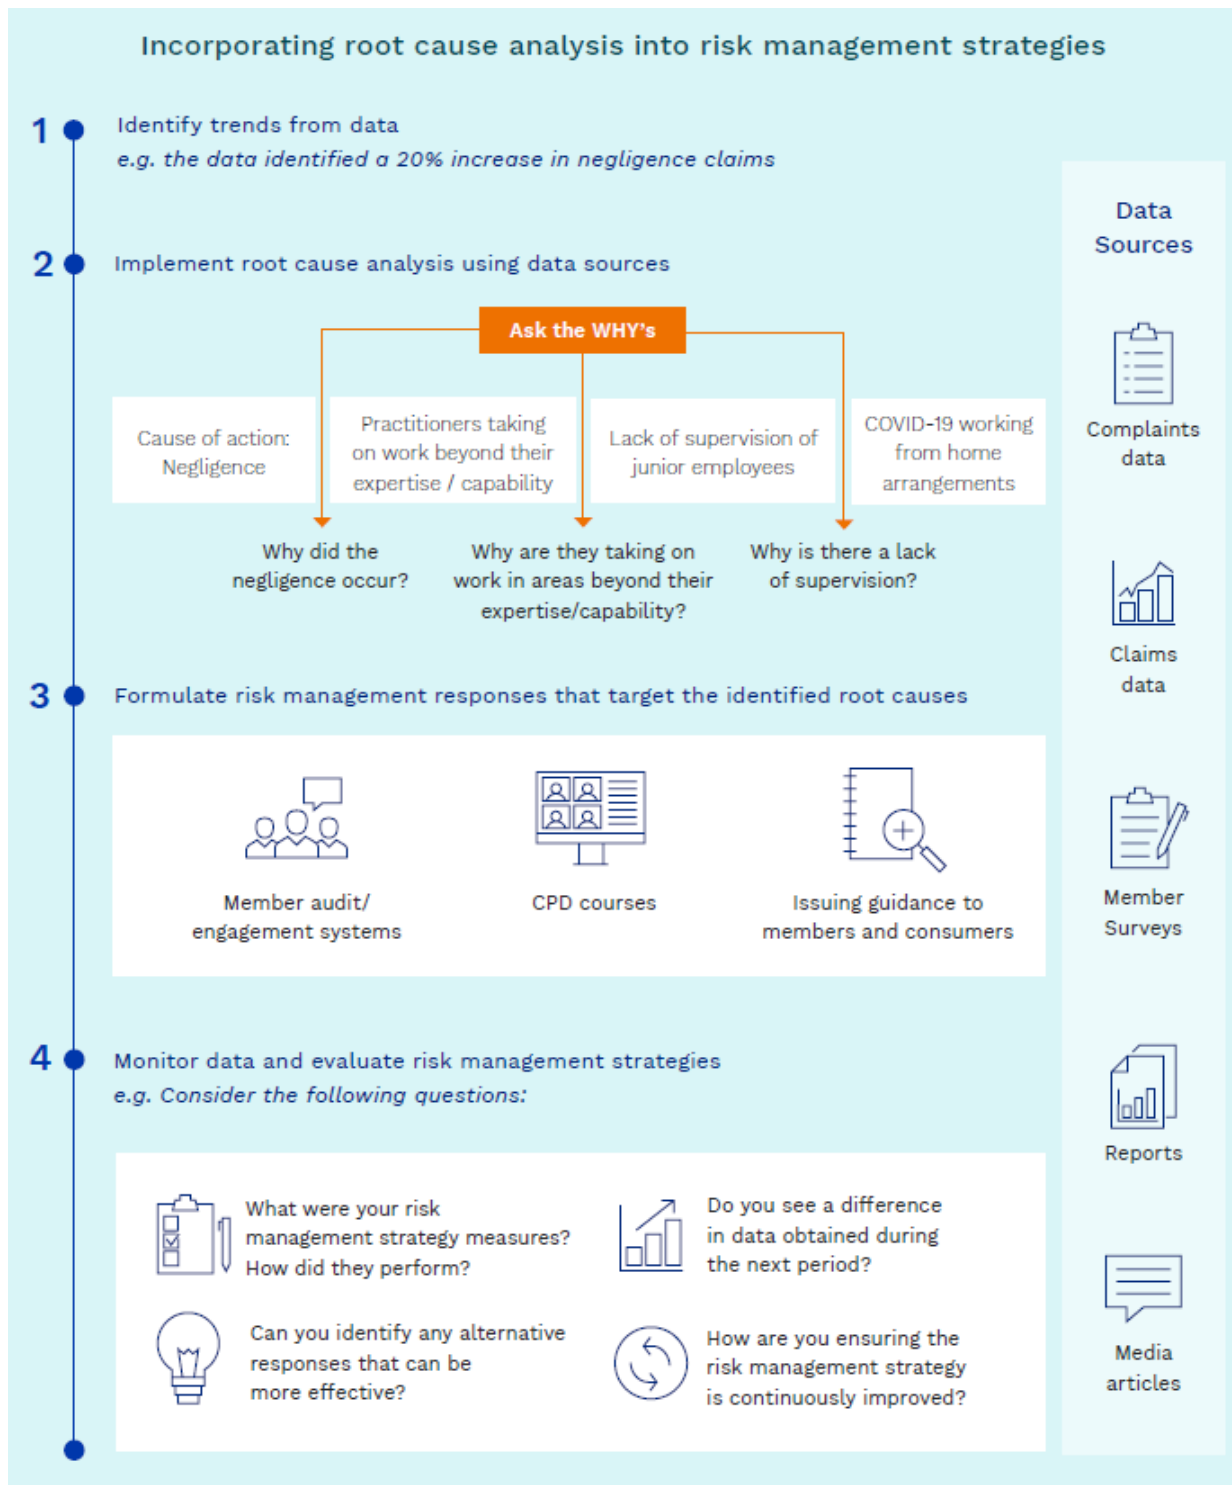 Incorporating root cause analysis into risk management strategies
1
Identify trends from data
e.g. the data identified a 20% increase in negligence claims
2
Implement root cause analysis using data sources
Ask the WHY's
Cause of action:
Negligence
Practitioners taking
on work beyond their
expertise / capability
Lack of supervision of
junior employees
COVID-19 working
from home
arrangements
Why did the
negligence occur?
Why are they taking on
work in areas beyond their
expertise/capability?
Why is there a lack
of supervision?
3
Formulate risk management responses that target the identified root causes
Member audit/
engagement systems
CPD courses
Issuing guidance to
members and consumers
4
Monitor data and evaluate risk management strategies
e.g. Consider the following questions:
What were your risk
management strategy measures?
How did they perform?
Do you see a difference
in data obtained during
the next period?
Can you identify any alternative
responses that can be
more effective?
How are you ensuring the
risk management strategy
is continuously improved?
Data
Sources
Complaints
data
Claims
data
Member
Surveys
Reports
Media
articles